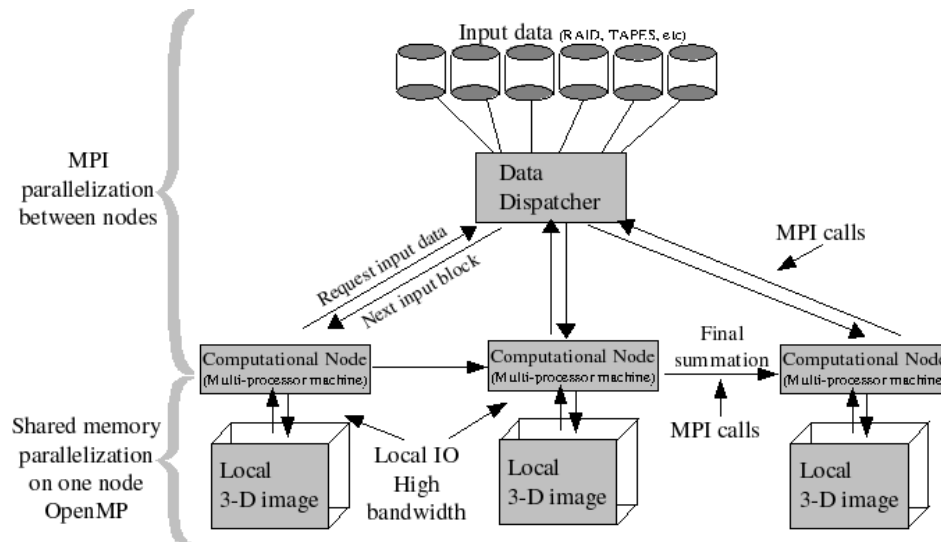 Input data (RAID, TAPES, etc)
MPI
parallelization
between nodes
Data
Dispatcher
Request input data
Next input block
MPI calls
Computational Node
(Multi-processor machine)
Computational Node
(Multi-processor machine)
Final
summation
Computational Node
(Multi-processor machine)
MPI calls
Shared memory
parallelization
on one node
OpenMP
Local
3-D image
Local IO
High
bandwidth
Local
3-D image
Local
3-D image